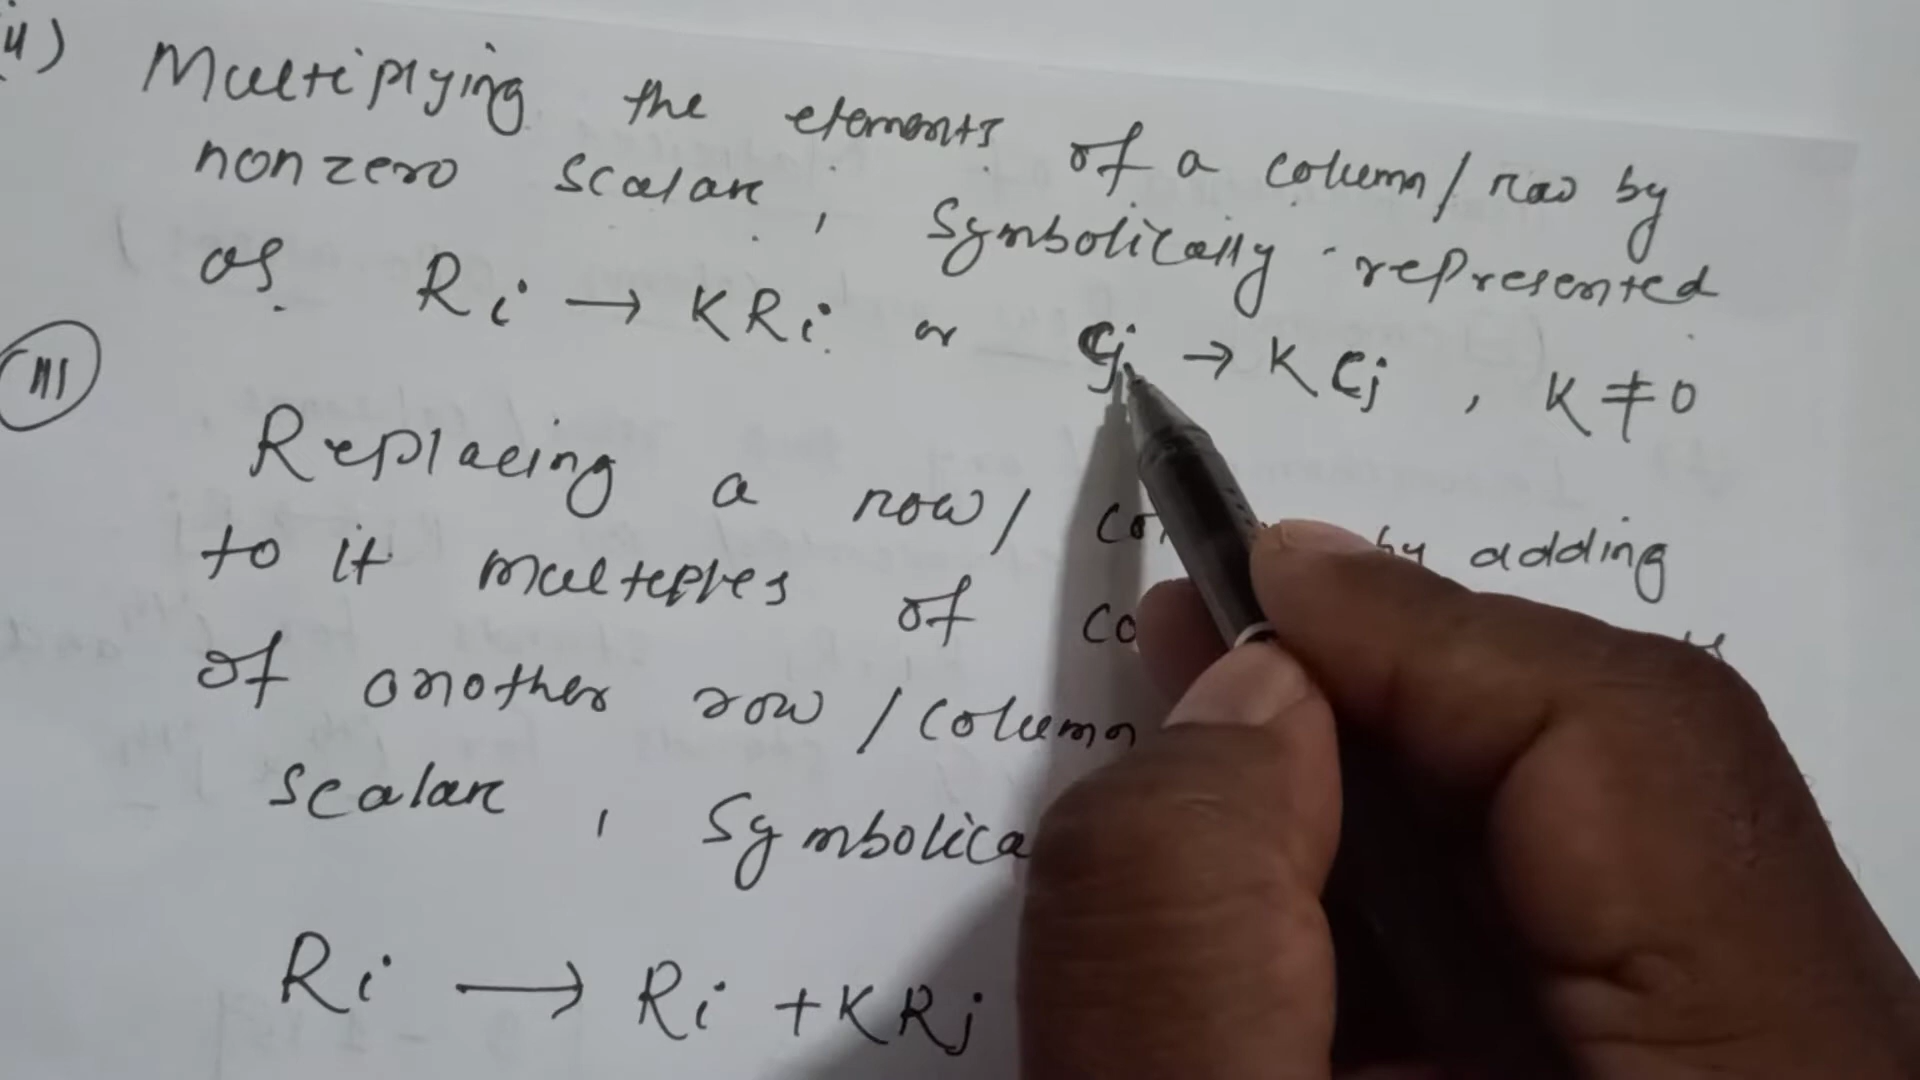 ii) Multiplying the elements of a column/row by
nonzero scalar, symbolically represented
as Ri → KRi or Cj → KCj, K ≠ 0
III
Replacing a row/ by adding
to it multiples of
of another row/column
scalar,
Ri → Ri + KRj